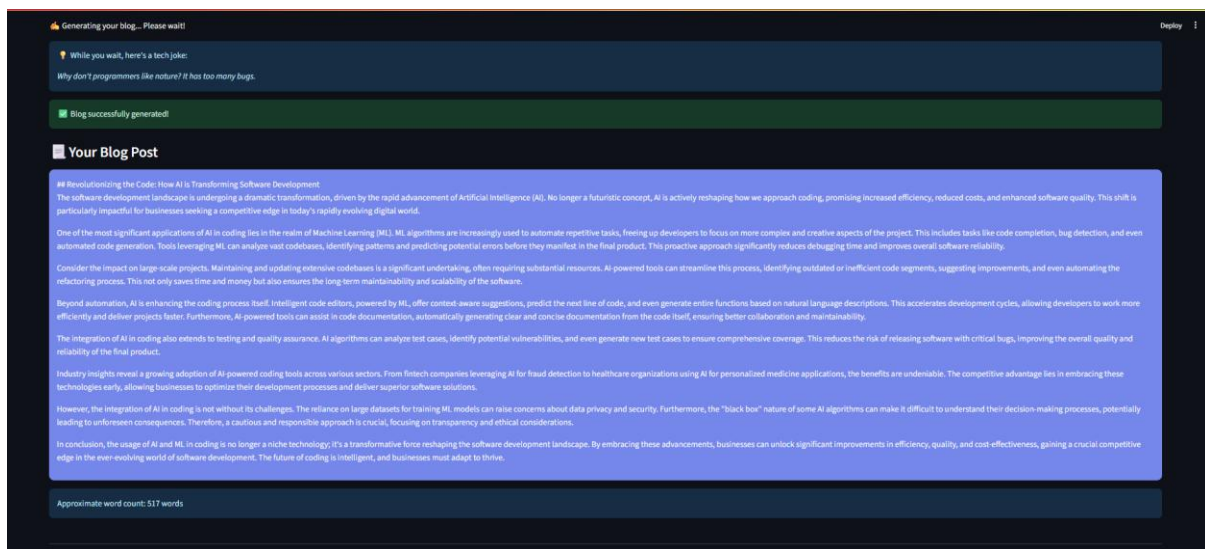 ✍️ Generating your blog... Please wait!
Deploy
💡 While you wait, here's a tech joke:
Why don't programmers like nature? It has too many bugs.
✅ Blog successfully generated!
📃 Your Blog Post
## Revolutionizing the Code: How AI is Transforming Software Development
The software development landscape is undergoing a dramatic transformation, driven by the rapid advancement of Artificial Intelligence (AI). No longer a futuristic concept, AI is actively reshaping how we approach coding, promising increased efficiency, reduced costs, and enhanced software quality. This shift is
particularly impactful for businesses seeking a competitive edge in today's rapidly evolving digital world.
One of the most significant applications of AI in coding lies in the realm of Machine Learning (ML). ML algorithms are increasingly used to automate repetitive tasks, freeing up developers to focus on more complex and creative aspects of the project. This includes tasks like code completion, bug detection, and even
automated code generation. Tools leveraging ML can analyze vast codebases, identifying patterns and predicting potential errors before they manifest in the final product. This proactive approach significantly reduces debugging time and improves overall software reliability.
Consider the impact on large-scale projects. Maintaining and updating extensive codebases is a significant undertaking, often requiring substantial resources. AI-powered tools can streamline this process, identifying outdated or inefficient code segments, suggesting improvements, and even automating the
refactoring process. This not only saves time and money but also ensures the long-term maintainability and scalability of the software.
Beyond automation, AI is enhancing the coding process itself. Intelligent code editors, powered by ML, offer context-aware suggestions, predict the next line of code, and even generate entire functions based on natural language descriptions. This accelerates development cycles, allowing developers to work more
efficiently and deliver projects faster. Furthermore, AI-powered tools can assist in code documentation, automatically generating clear and concise documentation from the code itself, ensuring better collaboration and maintainability.
The integration of AI in coding also extends to testing and quality assurance. AI algorithms can analyze test cases, identify potential vulnerabilities, and even generate new test cases to ensure comprehensive coverage. This reduces the risk of releasing software with critical bugs, improving the overall quality and
reliability of the final product.
Industry insights reveal a growing adoption of AI-powered coding tools across various sectors. From fintech companies leveraging AI for fraud detection to healthcare organizations using AI for personalized medicine applications, the benefits are undeniable. The competitive advantage lies in embracing these
technologies early, allowing businesses to optimize their development processes and deliver superior software solutions.
However, the integration of AI in coding is not without its challenges. The reliance on large datasets for training ML models can raise concerns about data privacy and security. Furthermore, the "black box" nature of some AI algorithms can make it difficult to understand their decision-making processes, potentially
leading to unforeseen consequences. Therefore, a cautious and responsible approach is crucial, focusing on transparency and ethical considerations.
In conclusion, the usage of AI and ML in coding is no longer a niche technology; it's a transformative force reshaping the software development landscape. By embracing these advancements, businesses can unlock significant improvements in efficiency, quality, and cost-effectiveness, gaining a crucial competitive
edge in the ever-evolving world of software development. The future of coding is intelligent, and businesses must adapt to thrive.
Approximate word count: 517 words